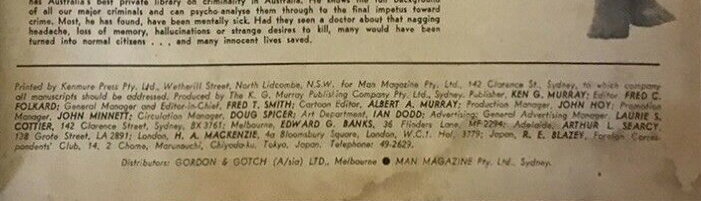 has Australia's best private library on criminality in Australia. He knows the full background
of all our major criminals and can psycho-analyse them through to the final impetus toward
crime. Most, he has found, have been mentally sick. Had they seen a doctor about that nagging
headache, loss of memory, hallucinations or strange desires to kill, many would have been
turned into normal citizens . . . and many innocent lives saved.
Printed by Kenmure Press Pty. Ltd., Wetherill Street, North Lidcombe, N.S.W. for Man Magazine Pty. Ltd., 142 Clarence St., Sydney, to which company
all manuscripts should be addressed. Produced by The K. G. Murray Publishing Company Pty. Ltd., Sydney. Publisher, KEN G. MURRAY; Editor, FRED C.
FOLKARD; General Manager and Editor-in-Chief, FRED T. SMITH; Cartoon Editor, ALBERT A. MURRAY; Production Manager, JOHN HOY; Promotion
Manager, JOHN MINNETT; Circulation Manager, DOUG SPICER; Art Department, IAN DODD; Advertising: General Advertising Manager, LAURIE S.
COTTIER, 142 Clarence Street, Sydney, BX 3761; Melbourne, EDWARD G. BANKS, 36 Flinders Lane, MF 2294; Adelaide, ARTHUR L. SEARCY,
138 Grote Street, LA 2891; London, H. A. MACKENZIE, 4a Bloomsbury Square, London, W.C.1. Hol. 3779; Japan, R. E. BLAZEY, Foreign Corres-
pondents' Club, 14, 2 Chome, Marunouchi, Chiyoda-ku, Tokyo, Japan. Telephone: 49-2629.
Distributors: GORDON & GOTCH (A/sia) LTD., Melbourne ● MAN MAGAZINE Pty. Ltd., Sydney.